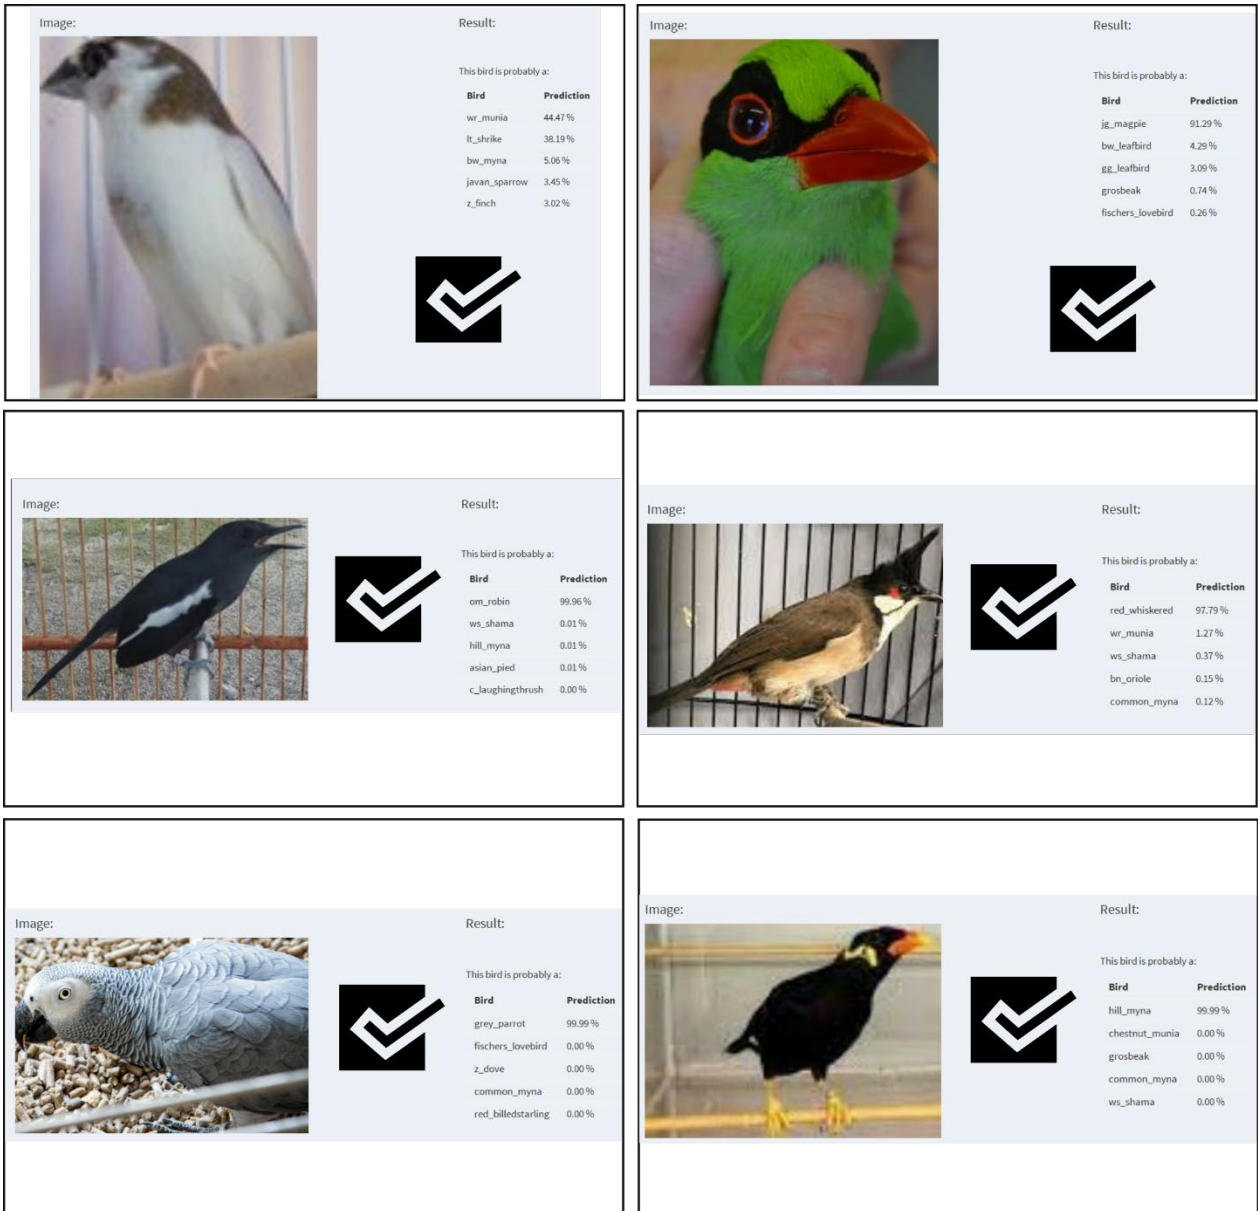 Image:
Result:
This bird is probably a:
Bird Prediction
wr_munia 44.47 %
lt_shrike 38.19 %
bw_myna 5.06 %
javan_sparrow 3.45 %
z_finch 3.02 %
Image:
Result:
This bird is probably a:
Bird Prediction
jg_magpie 91.29 %
bw_leafbird 4.29 %
gg_leafbird 3.09 %
grosbeak 0.74 %
fischers_lovebird 0.26 %
Image:
Result:
This bird is probably a:
Bird Prediction
om_robin 99.96 %
ws_shama 0.01 %
hill_myna 0.01 %
asian_pied 0.01 %
c_laughingthrush 0.00 %
Image:
Result:
This bird is probably a:
Bird Prediction
red_whiskered 97.79 %
wr_munia 1.27 %
ws_shama 0.37 %
bn_oriole 0.15 %
common_myna 0.12 %
Image:
Result:
This bird is probably a:
Bird Prediction
grey_parrot 99.99 %
fischers_lovebird 0.00 %
z_dove 0.00 %
common_myna 0.00 %
red_billedstarling 0.00 %
Image:
Result:
This bird is probably a:
Bird Prediction
hill_myna 99.99 %
chestnut_munia 0.00 %
grosbeak 0.00 %
common_myna 0.00 %
ws_shama 0.00 %